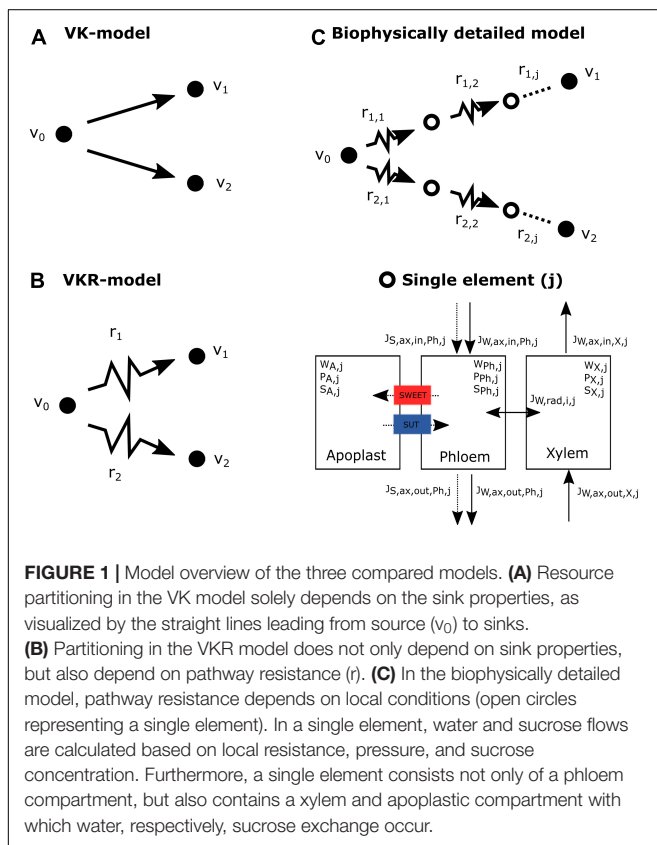 A VK-model
v0
v1
v2
B VKR-model
r1
v0
v1
r2
v2
C Biophysically detailed model
r1,1
r1,2
r1,j
v1
v0
r2,1
r2,2
r2,j
v2
Single element (j)
JS,ax,in,Ph,j
JW,ax,in,Ph,j
JW,ax,in,X,j
WA,j
PA,j
SA,j
WPh,j
PPh,j
SPh,j
WX,j
PX,j
SX,j
SWEET
SUT
JW,rad,i,j
Apoplast
Phloem
Xylem
JS,ax,out,Ph,j
JW,ax,out,Ph,j
JW,ax,out,X,j
FIGURE 1 | Model overview of the three compared models. (A) Resource
partitioning in the VK model solely depends on the sink properties, as
visualized by the straight lines leading from source (v0) to sinks.
(B) Partitioning in the VKR model does not only depend on sink properties,
but also depend on pathway resistance (r). (C) In the biophysically detailed
model, pathway resistance depends on local conditions (open circles
representing a single element). In a single element, water and sucrose flows
are calculated based on local resistance, pressure, and sucrose
concentration. Furthermore, a single element consists not only of a phloem
compartment, but also contains a xylem and apoplastic compartment with
which water, respectively, sucrose exchange occur.